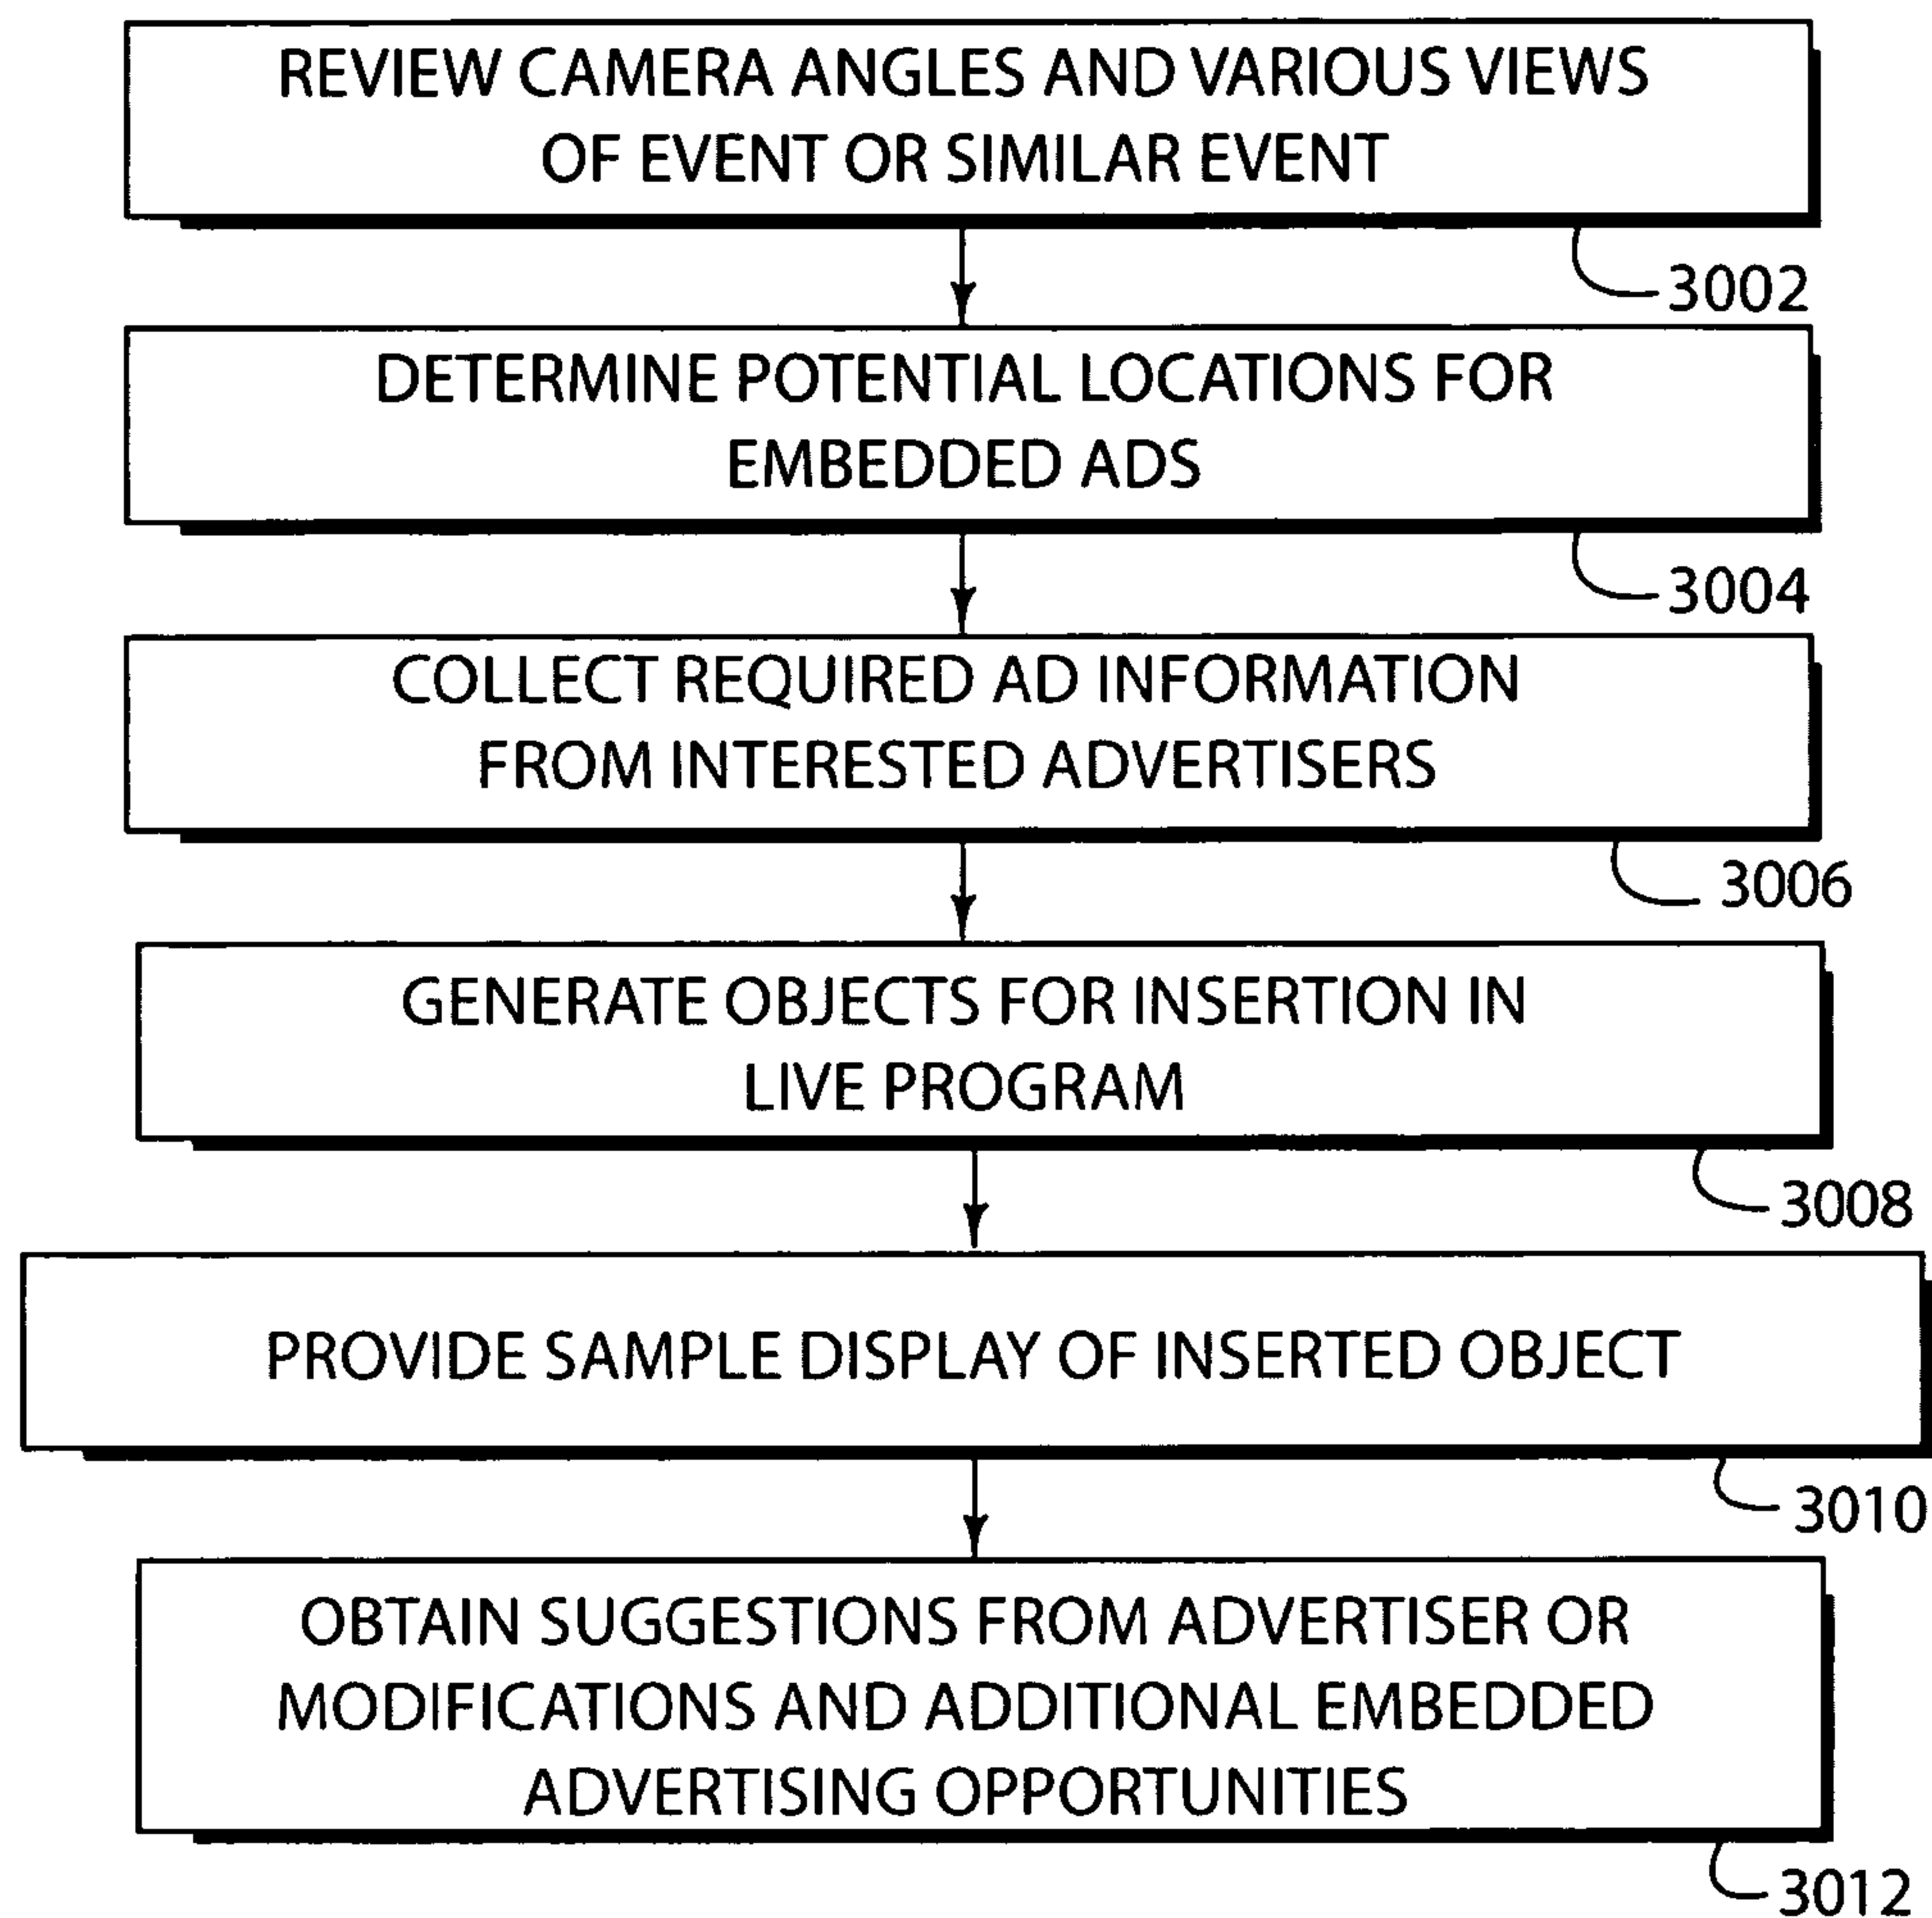 REVIEW CAMERA ANGLES AND VARIOUS VIEWS
OF EVENT OR SIMILAR EVENT
3002
DETERMINE POTENTIAL LOCATIONS FOR
EMBEDDED ADS
3004
COLLECT REQUIRED AD INFORMATION
FROM INTERESTED ADVERTISERS
3006
GENERATE OBJECTS FOR INSERTION IN
LIVE PROGRAM
3008
PROVIDE SAMPLE DISPLAY OF INSERTED OBJECT
3010
OBTAIN SUGGESTIONS FROM ADVERTISER OR
MODIFICATIONS AND ADDITIONAL EMBEDDED
ADVERTISING OPPORTUNITIES
3012